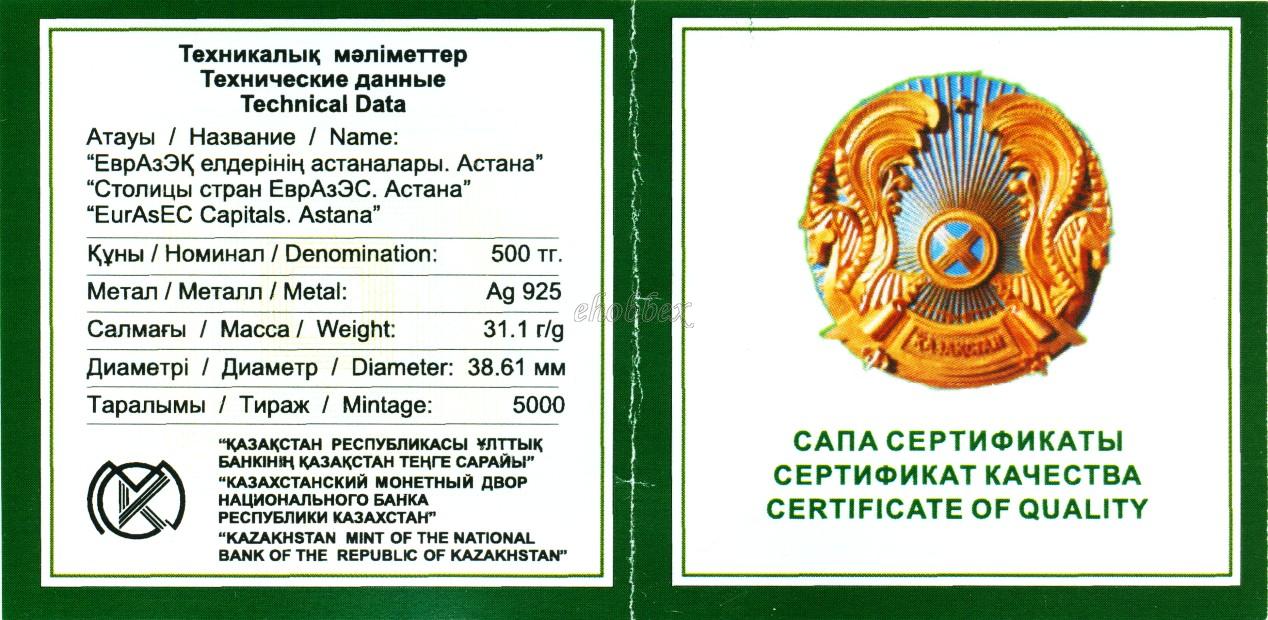 Техникалық мәліметтер
Технические данные
Technical Data
Атауы / Название / Name:
“ЕврАзЭҚ елдерінің астаналары. Астана”
“Столицы стран ЕврАзЭС. Астана”
“EurAsEC Capitals. Astana”
Құны / Номинал / Denomination: 500 тг.
Метал / Металл / Metal: Ag 925
Салмағы / Масса / Weight: 31.1 г/g
Диаметрі / Диаметр / Diameter: 38.61 мм
Таралымы / Тираж / Mintage: 5000
“ҚАЗАҚСТАН РЕСПУБЛИКАСЫ ҰЛТТЫҚ
БАНКІНІҢ ҚАЗАҚСТАН ТЕҢГЕ САРАЙЫ”
“КАЗАХСТАНСКИЙ МОНЕТНЫЙ ДВОР
НАЦИОНАЛЬНОГО БАНКА
РЕСПУБЛИКИ КАЗАХСТАН”
“KAZAKHSTAN MINT OF THE NATIONAL
BANK OF THE REPUBLIC OF KAZAKHSTAN”
ehobbex
ҚАЗАҚСТАН
САПА СЕРТИФИКАТЫ
СЕРТИФИКАТ КАЧЕСТВА
CERTIFICATE OF QUALITY